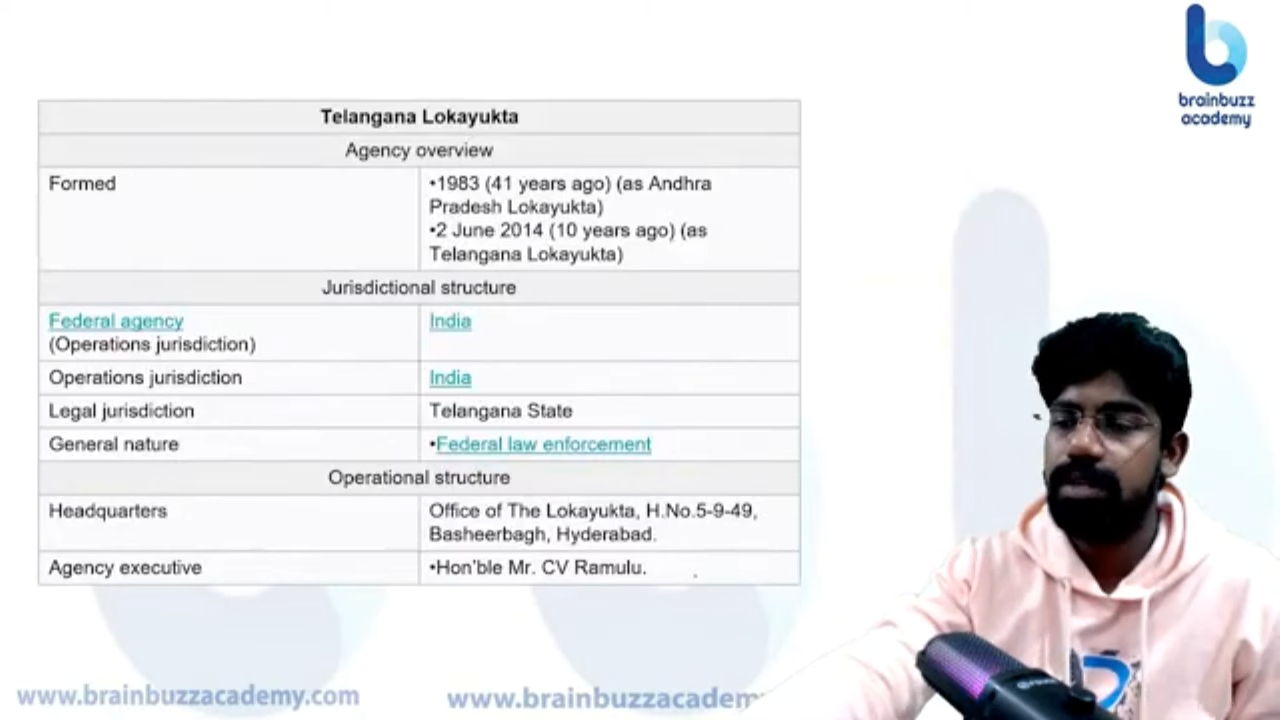 brainbuzz
academy
Telangana Lokayukta
Agency overview
Formed
•1983 (41 years ago) (as Andhra
Pradesh Lokayukta)
•2 June 2014 (10 years ago) (as
Telangana Lokayukta)
Jurisdictional structure
Federal agency
(Operations jurisdiction)
India
Operations jurisdiction
India
Legal jurisdiction
Telangana State
General nature
•Federal law enforcement
Operational structure
Headquarters
Office of The Lokayukta, H.No.5-9-49,
Basheerbagh, Hyderabad.
Agency executive
•Hon'ble Mr. CV Ramulu.
www.brainbuzzacademy.com
www.brainbuzzacadem